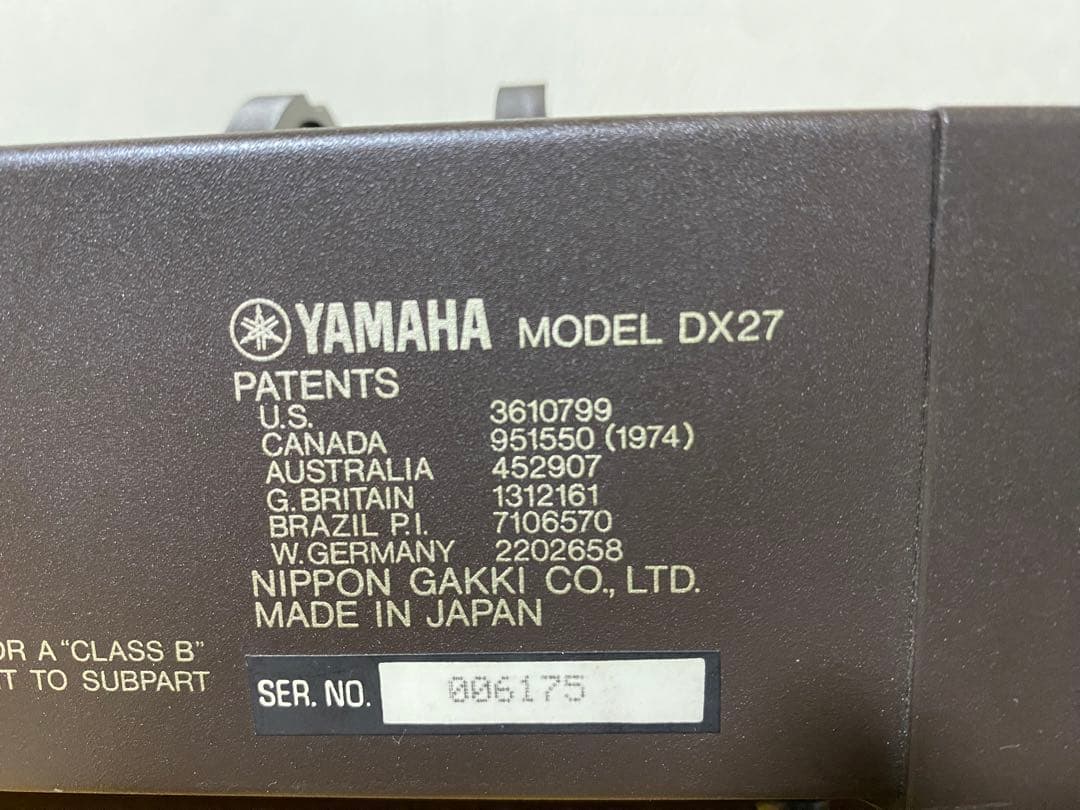 YAMAHA MODEL DX27
PATENTS
U.S. 3610799
CANADA 951550 (1974)
AUSTRALIA 452907
G. BRITAIN 1312161
BRAZIL P.I. 7106570
W. GERMANY 2202658
NIPPON GAKKI CO., LTD.
MADE IN JAPAN
A “CLASS B”
TO SUBPART
SER. NO. 006175